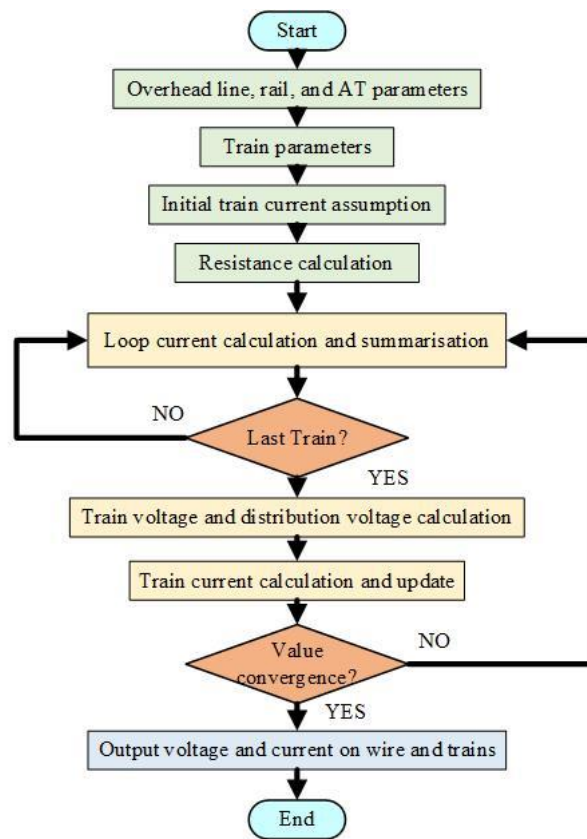 Start
Overhead line, rail, and AT parameters
Train parameters
Initial train current assumption
Resistance calculation
Loop current calculation and summarisation
NO
Last Train?
YES
Train voltage and distribution voltage calculation
Train current calculation and update
Value
convergence?
NO
YES
Output voltage and current on wire and trains
End